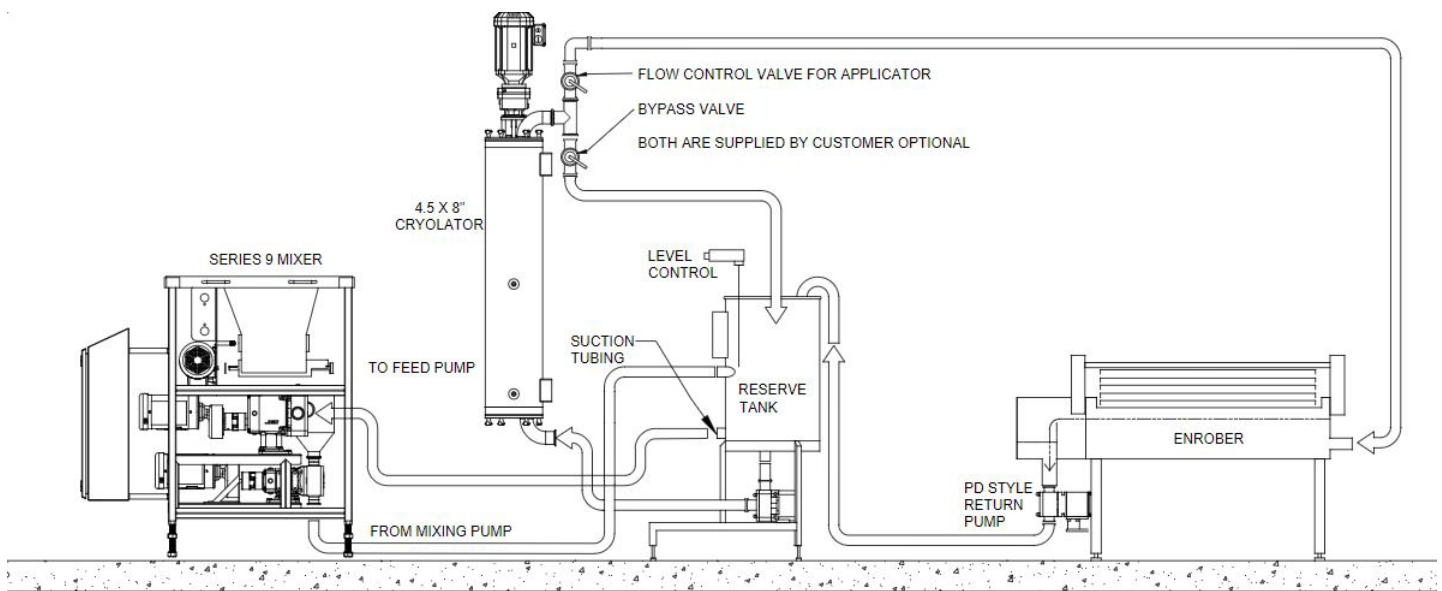 FLOW CONTROL VALVE FOR APPLICATOR
BYPASS VALVE
BOTH ARE SUPPLIED BY CUSTOMER OPTIONAL
4.5 X 8"
CRYOLATOR
SERIES 9 MIXER
LEVEL
CONTROL
SUCTION
TUBING
TO FEED PUMP
RESERVE
TANK
ENROBER
PD STYLE
RETURN
PUMP
FROM MIXING PUMP